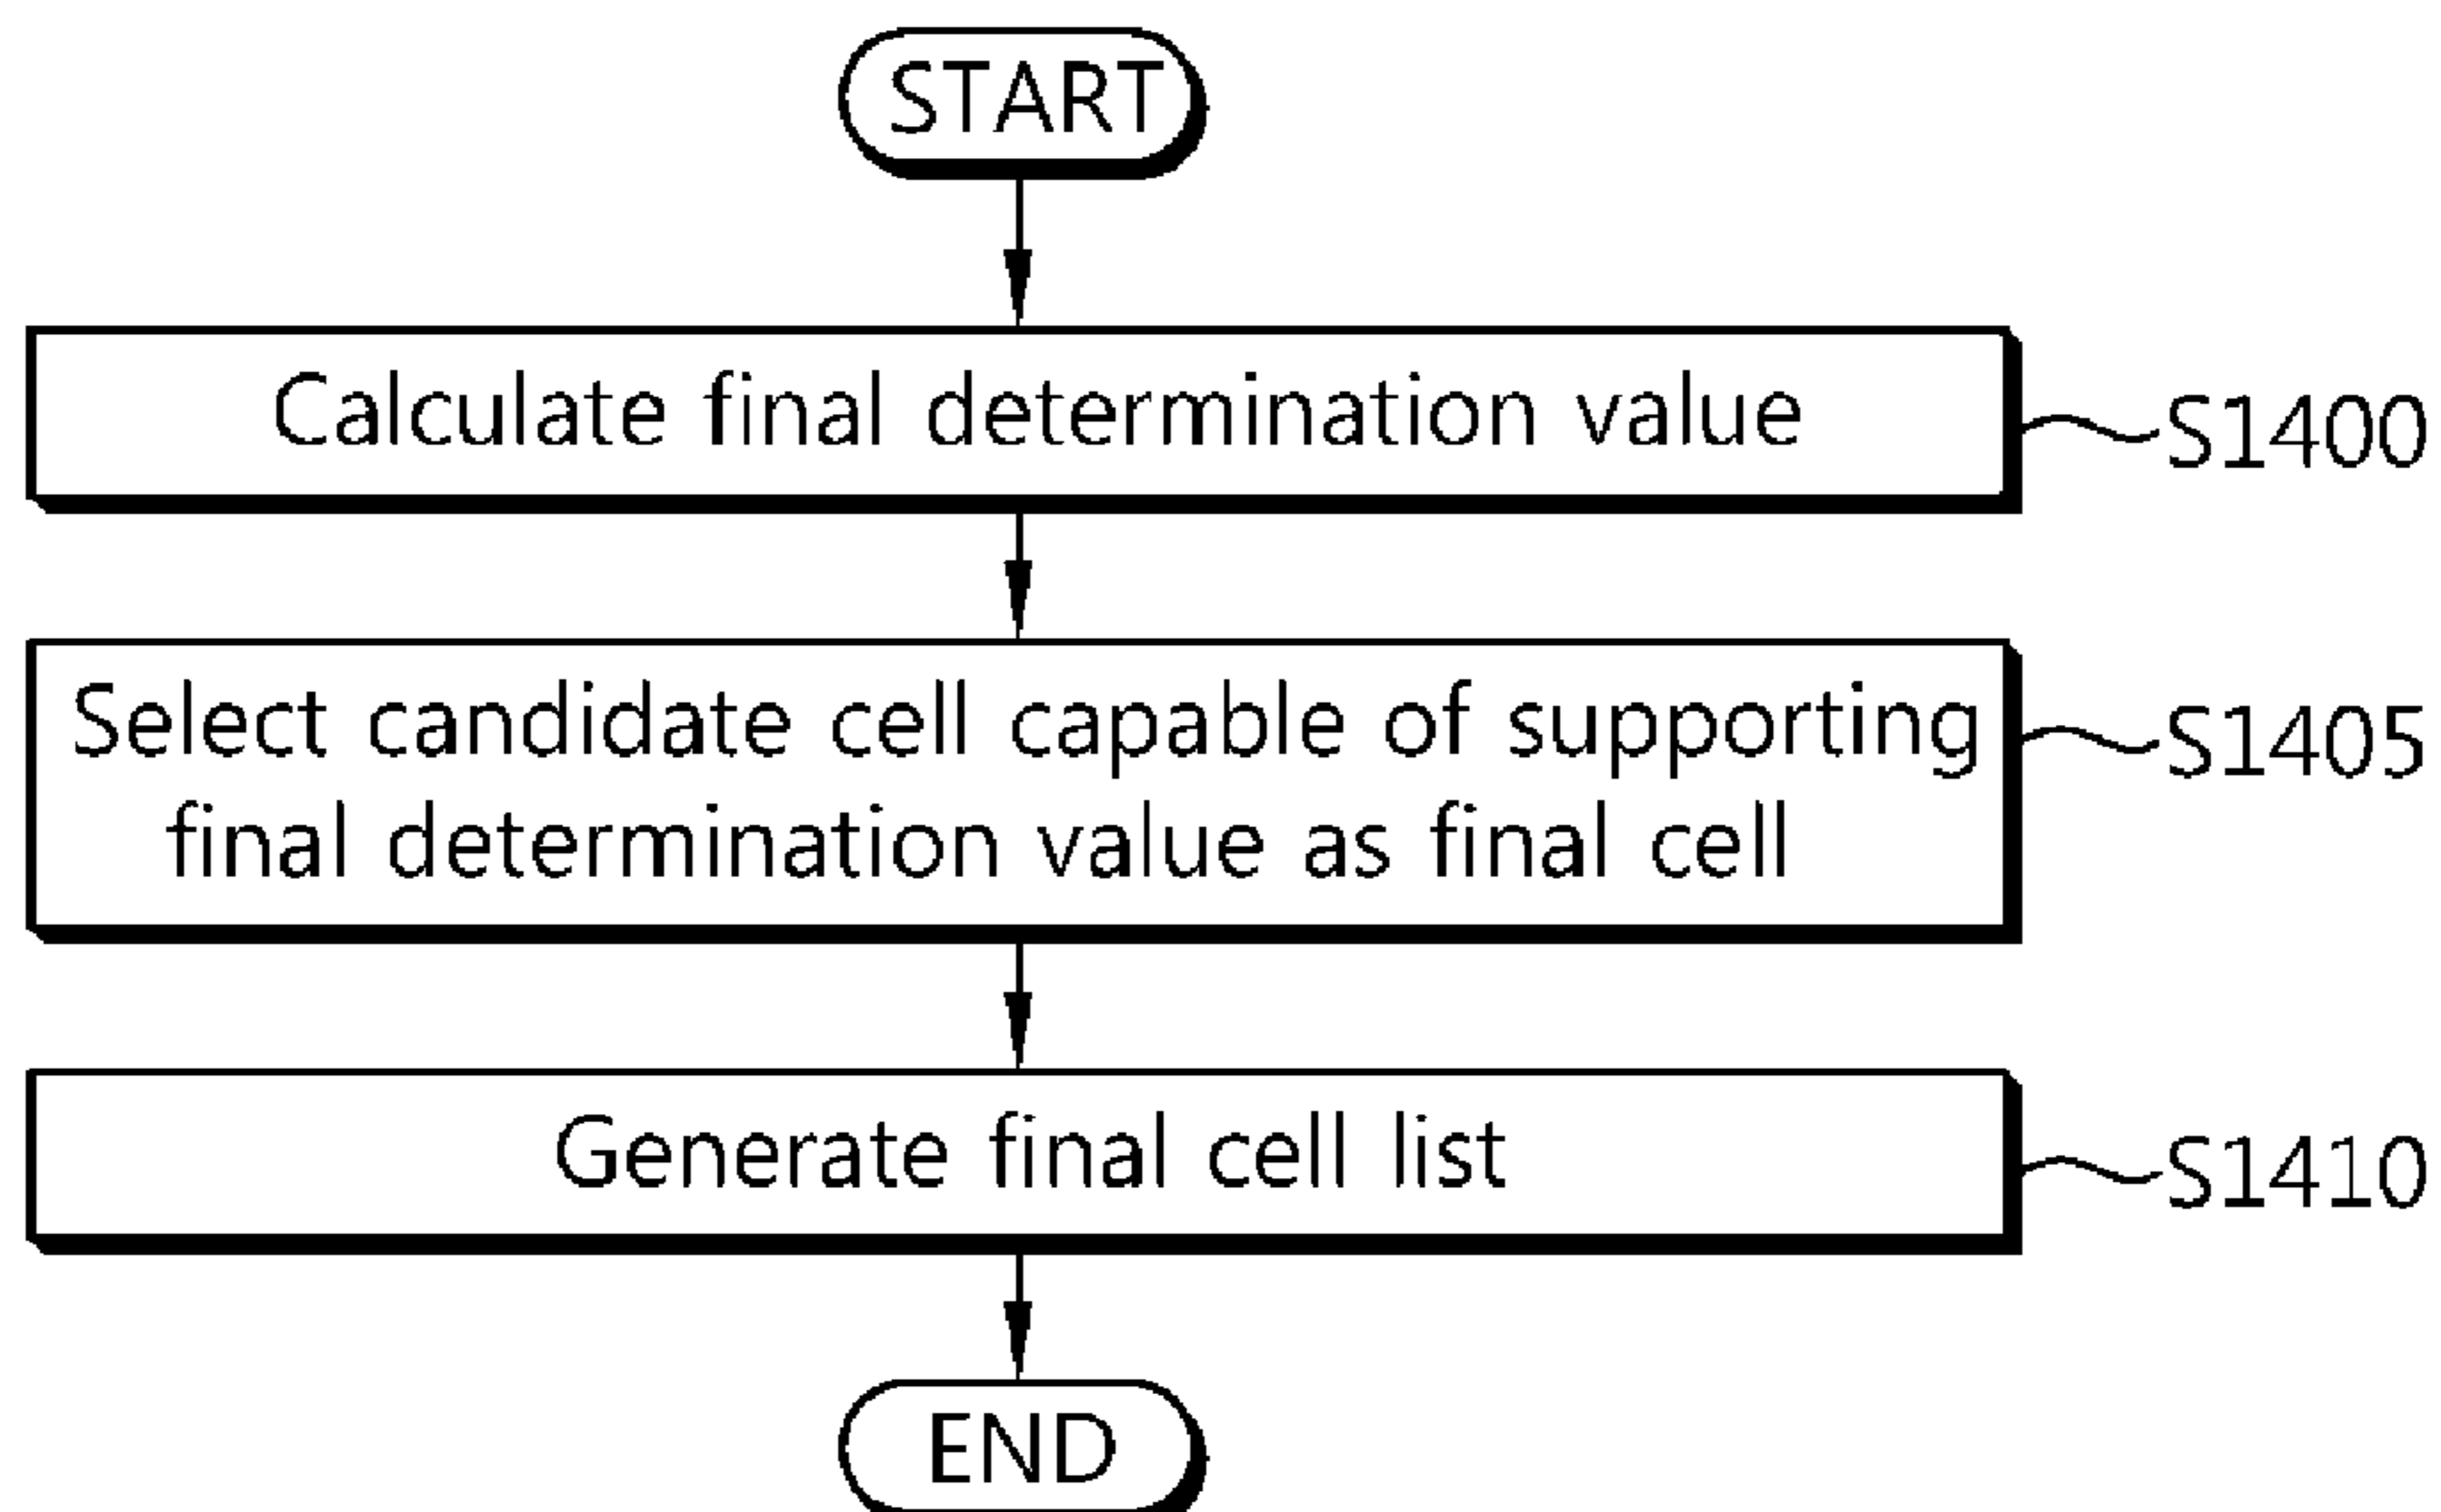 START
Calculate final determination value
S1400
Select candidate cell capable of supporting
final determination value as final cell
S1405
Generate final cell list
S1410
END